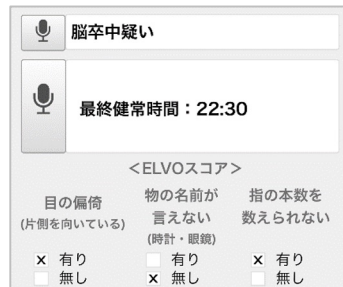 脳卒中疑い
最終健常時間：22:30
<ELVOスコア>
目の偏倚
(片側を向いている)
x 有り
無し
物の名前が
言えない
(時計・眼鏡)
有り
x 無し
指の本数を
数えられない
x 有り
無し